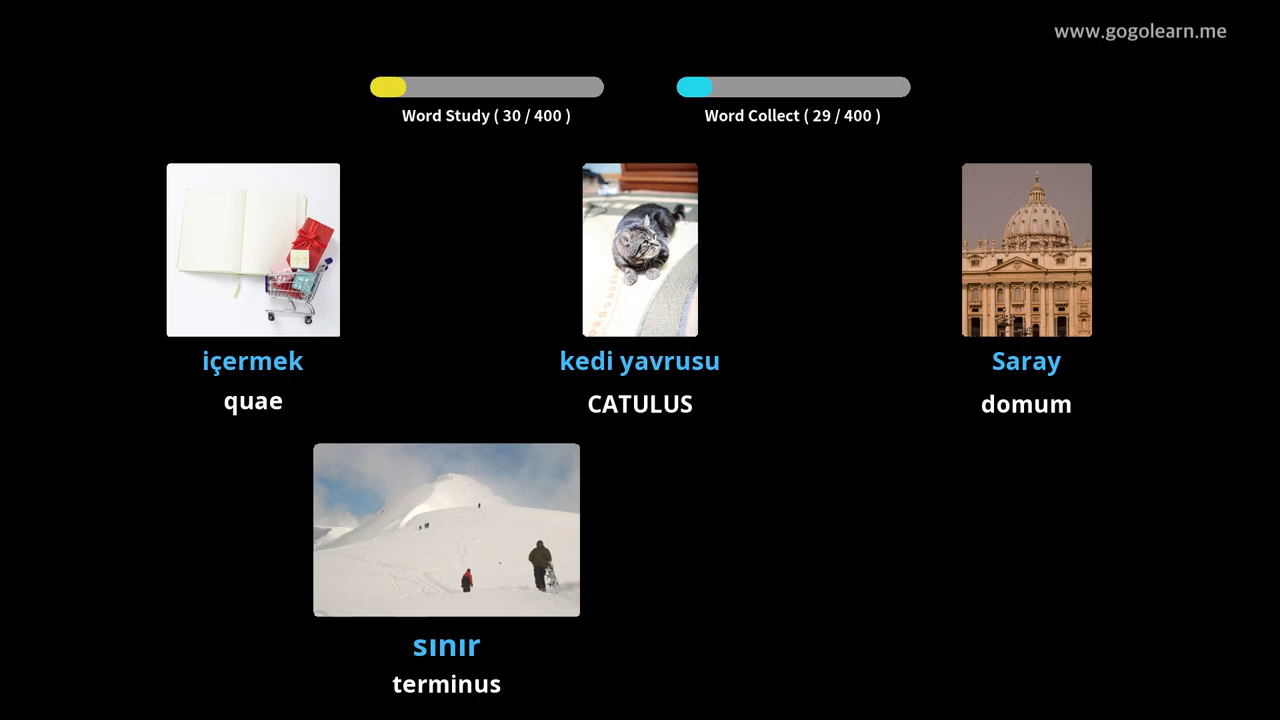 www.gogolearn.me
Word Study ( 30 / 400 )
Word Collect ( 29 / 400 )
içermek
quae
kedi yavrusu
CATULUS
Saray
domum
sınır
terminus